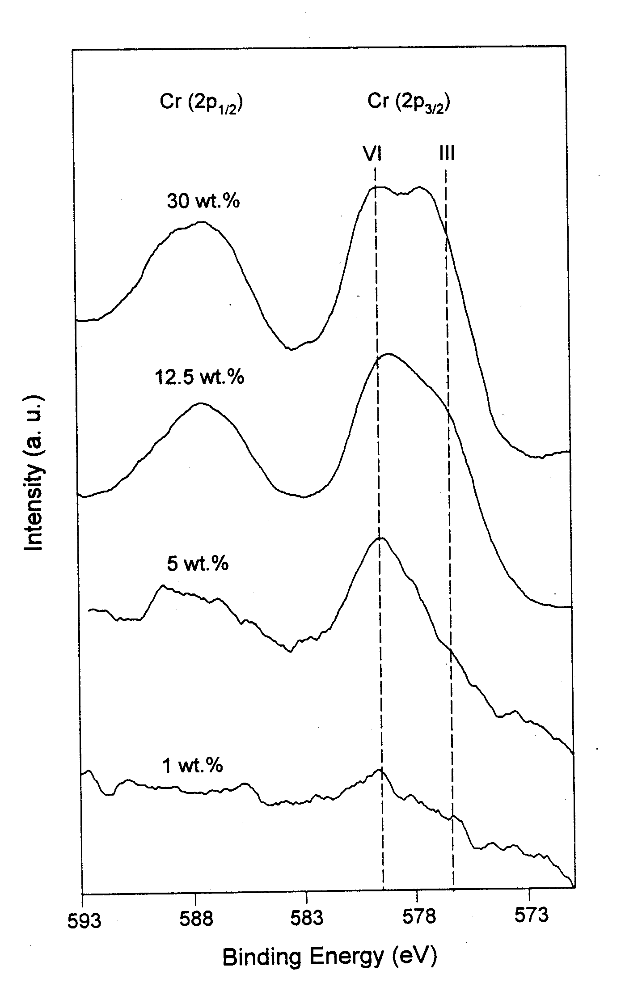 Cr (2p1/2) Cr (2p3/2)
VI III
30 wt.%
12.5 wt.%
5 wt.%
1 wt.%
Intensity (a. u.)
593 588 583 578 573
Binding Energy (eV)